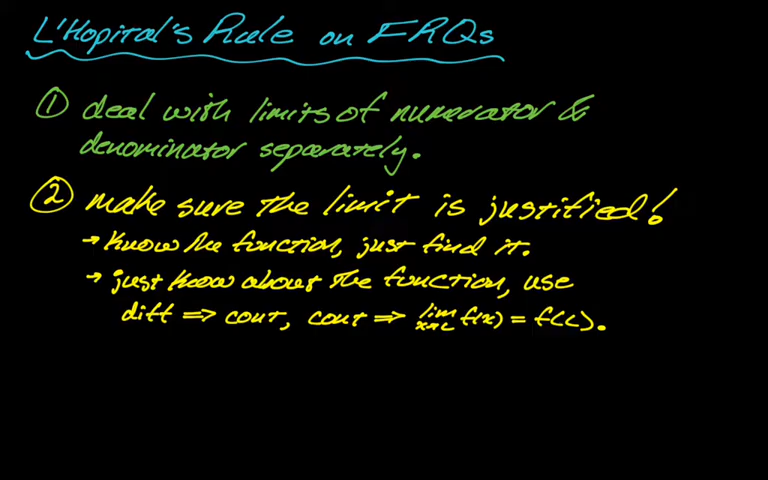 L'Hopital's Rule on FRQs
① deal with limits of numerator &
denominator separately.
② make sure the limit is justified!
→ know the function, just find it.
→ just know about the function, use
diff ⇒ cont, cont ⇒ lim x→c f(x) = f(c).